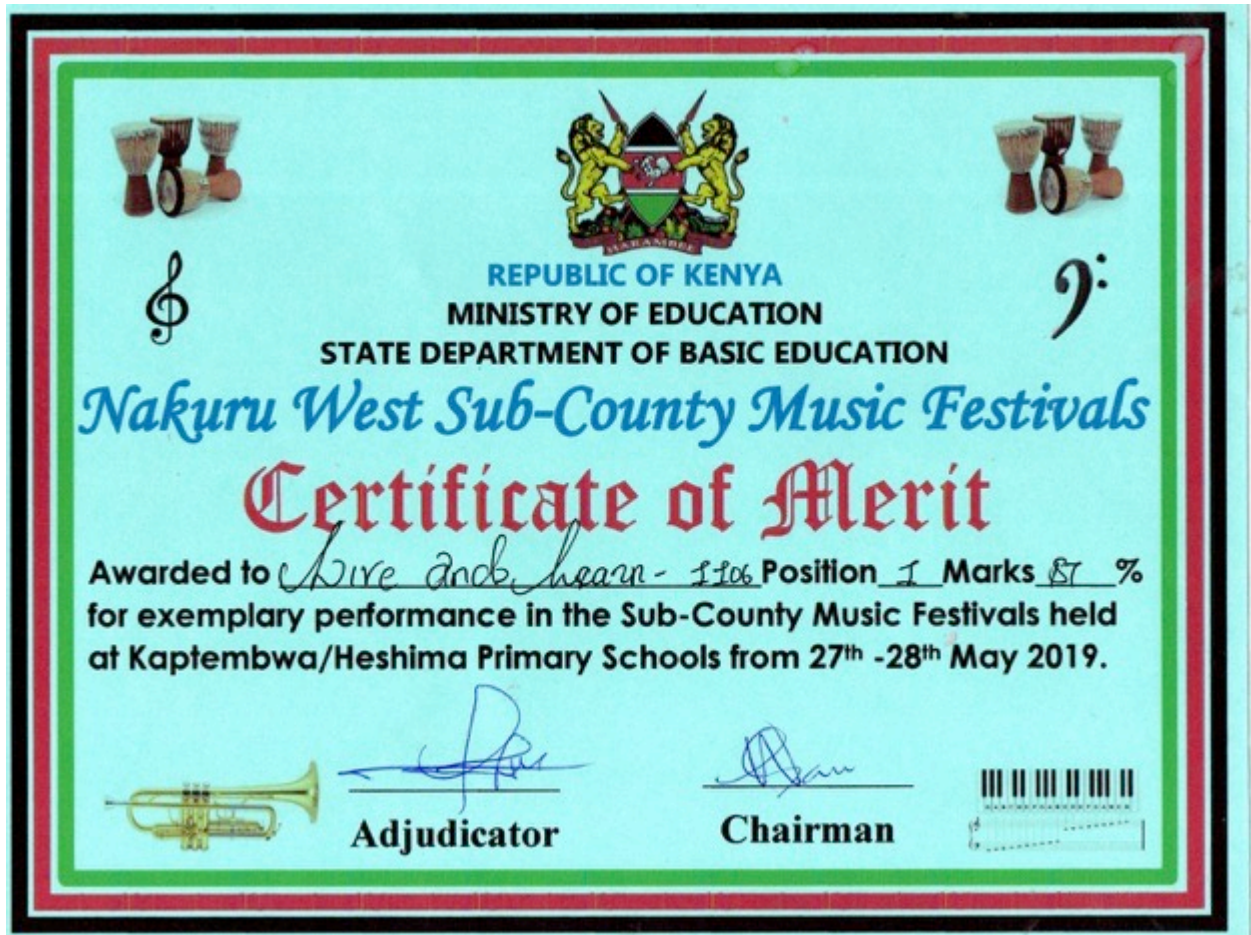 HARAMBEE
REPUBLIC OF KENYA
MINISTRY OF EDUCATION
STATE DEPARTMENT OF BASIC EDUCATION
Nakuru West Sub-County Music Festivals
Certificate of Merit
Awarded to Live and Learn - 1106 Position 1 Marks 87 %
for exemplary performance in the Sub-County Music Festivals held
at Kaptembwa/Heshima Primary Schools from 27th -28th May 2019.
Adjudicator Chairman